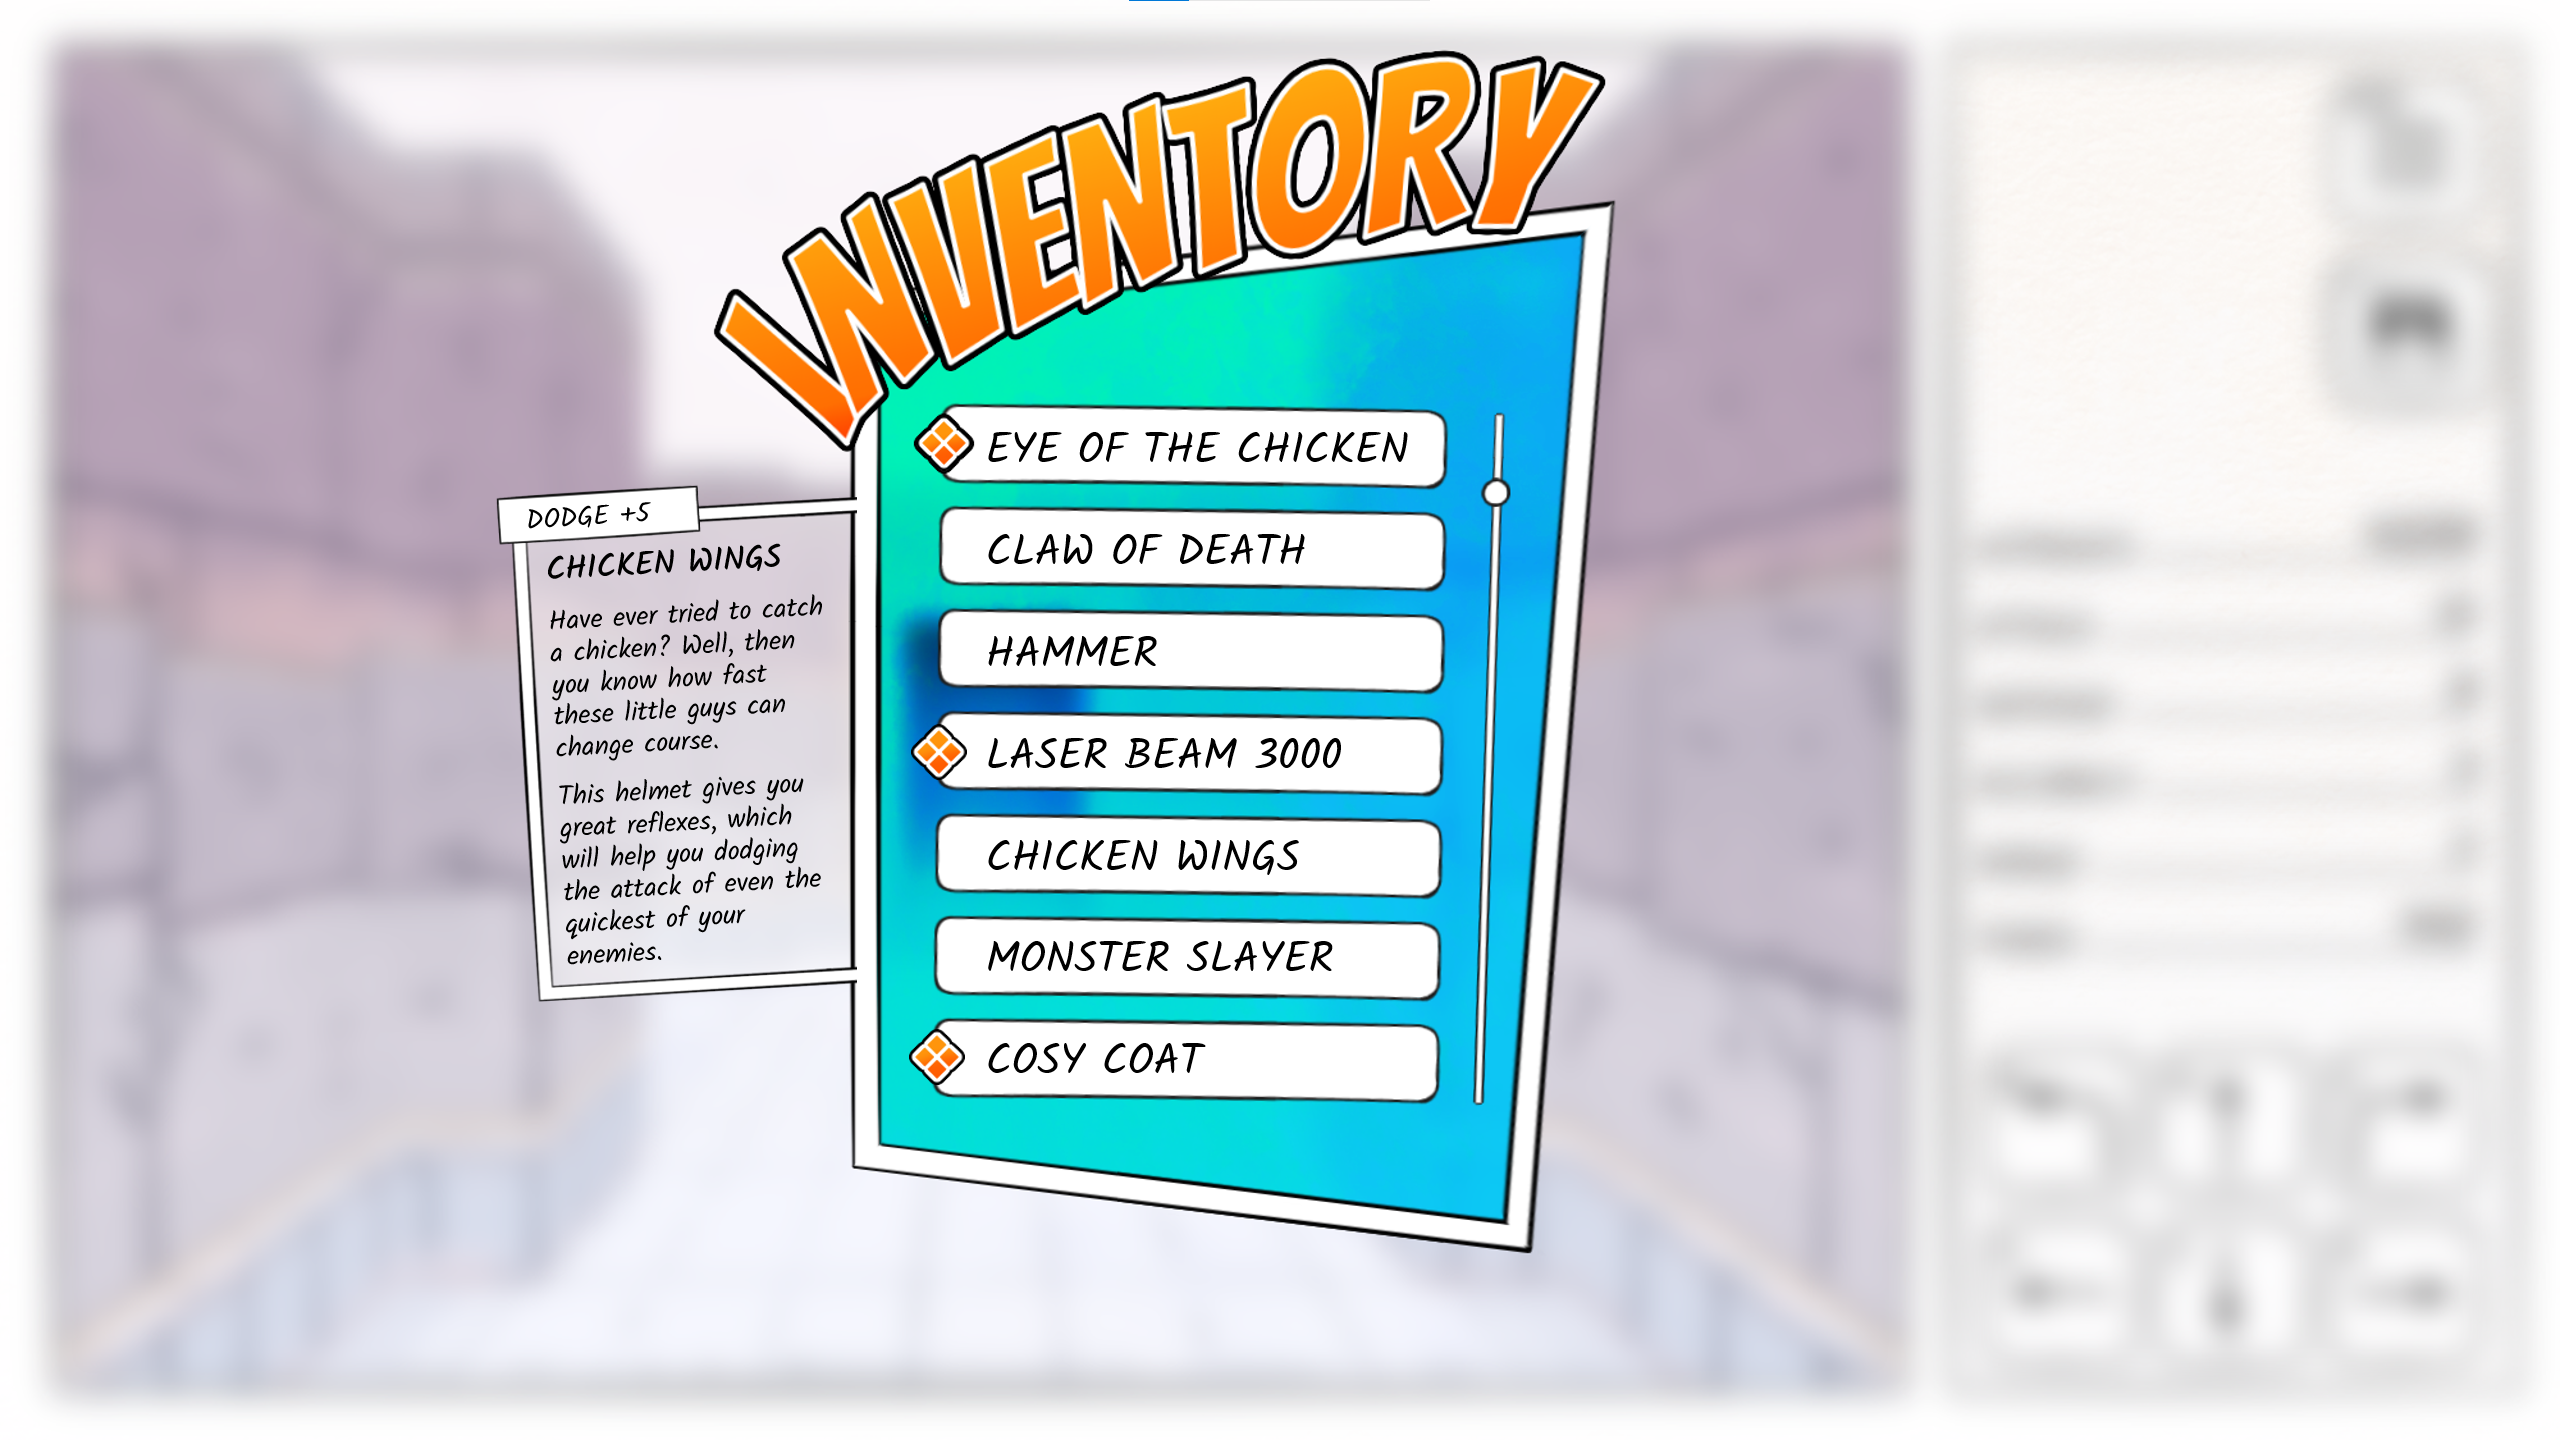 INVENTORY
EYE OF THE CHICKEN
CLAW OF DEATH
HAMMER
LASER BEAM 3000
CHICKEN WINGS
MONSTER SLAYER
COSY COAT
DODGE +5
CHICKEN WINGS
Have ever tried to catch
a chicken? Well, then
you know how fast
these little guys can
change course.
This helmet gives you
great reflexes, which
will help you dodging
the attack of even the
quickest of your
enemies.